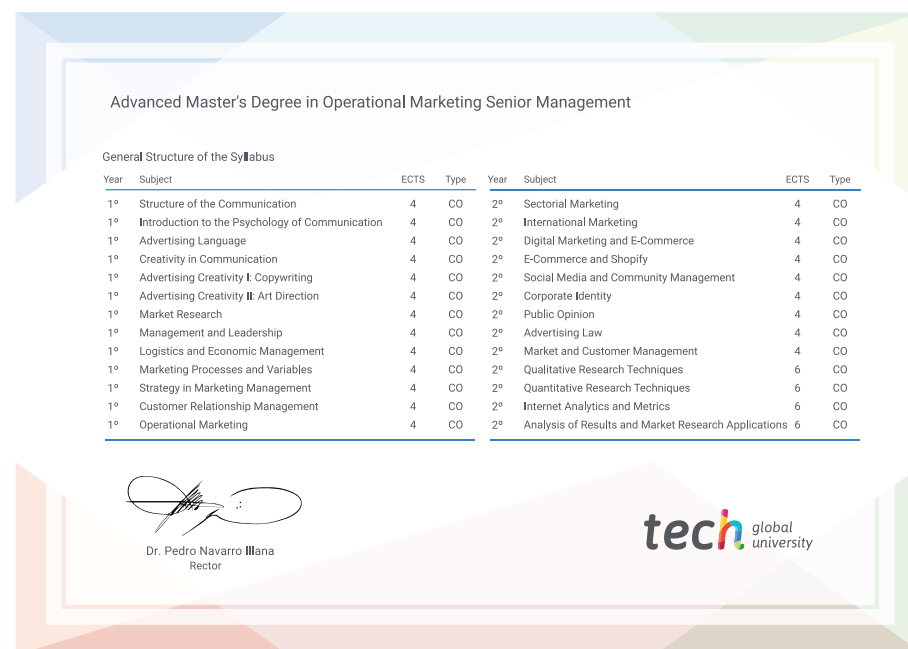 Advanced Master's Degree in Operational Marketing Senior Management
General Structure of the Syllabus
Year Subject ECTS Type
1º Structure of the Communication 4 CO
1º Introduction to the Psychology of Communication 4 CO
1º Advertising Language 4 CO
1º Creativity in Communication 4 CO
1º Advertising Creativity I: Copywriting 4 CO
1º Advertising Creativity II: Art Direction 4 CO
1º Market Research 4 CO
1º Management and Leadership 4 CO
1º Logistics and Economic Management 4 CO
1º Marketing Processes and Variables 4 CO
1º Strategy in Marketing Management 4 CO
1º Customer Relationship Management 4 CO
1º Operational Marketing 4 CO
Year Subject ECTS Type
2º Sectorial Marketing 4 CO
2º International Marketing 4 CO
2º Digital Marketing and E-Commerce 4 CO
2º E-Commerce and Shopify 4 CO
2º Social Media and Community Management 4 CO
2º Corporate Identity 4 CO
2º Public Opinion 4 CO
2º Advertising Law 4 CO
2º Market and Customer Management 4 CO
2º Qualitative Research Techniques 6 CO
2º Quantitative Research Techniques 6 CO
2º Internet Analytics and Metrics 6 CO
2º Analysis of Results and Market Research Applications 6 CO
Dr. Pedro Navarro Illana
Rector
tech global
university